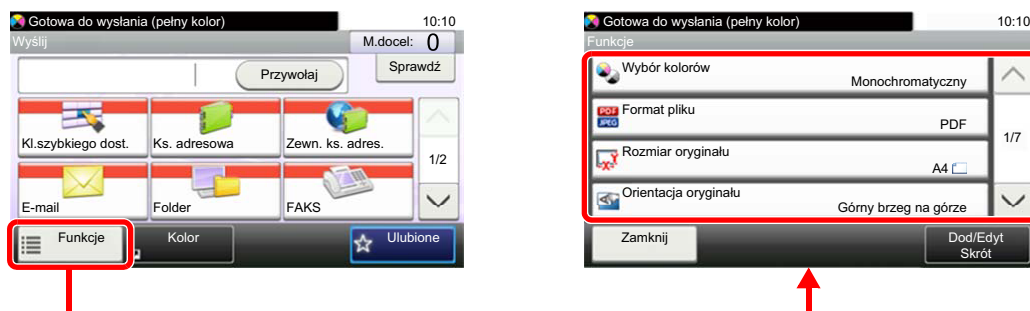 Gotowa do wysłania (pełny kolor)
10:10
Wyślij
M.docel: 0
Przywołaj
Sprawdź
Kl.szybkiego dost.
Ks. adresowa
Zewn. ks. adres.
1/2
E-mail
Folder
FAKS
Funkcje
Kolor
Ulubione
Gotowa do wysłania (pełny kolor)
10:10
Funkcje
Wybór kolorów
Monochromatyczny
PDF
JPEG
Format pliku
PDF
1/7
Rozmiar oryginału
A4
Orientacja oryginału
Górny brzeg na górze
Zamknij
Dod/Edyt
Skrót